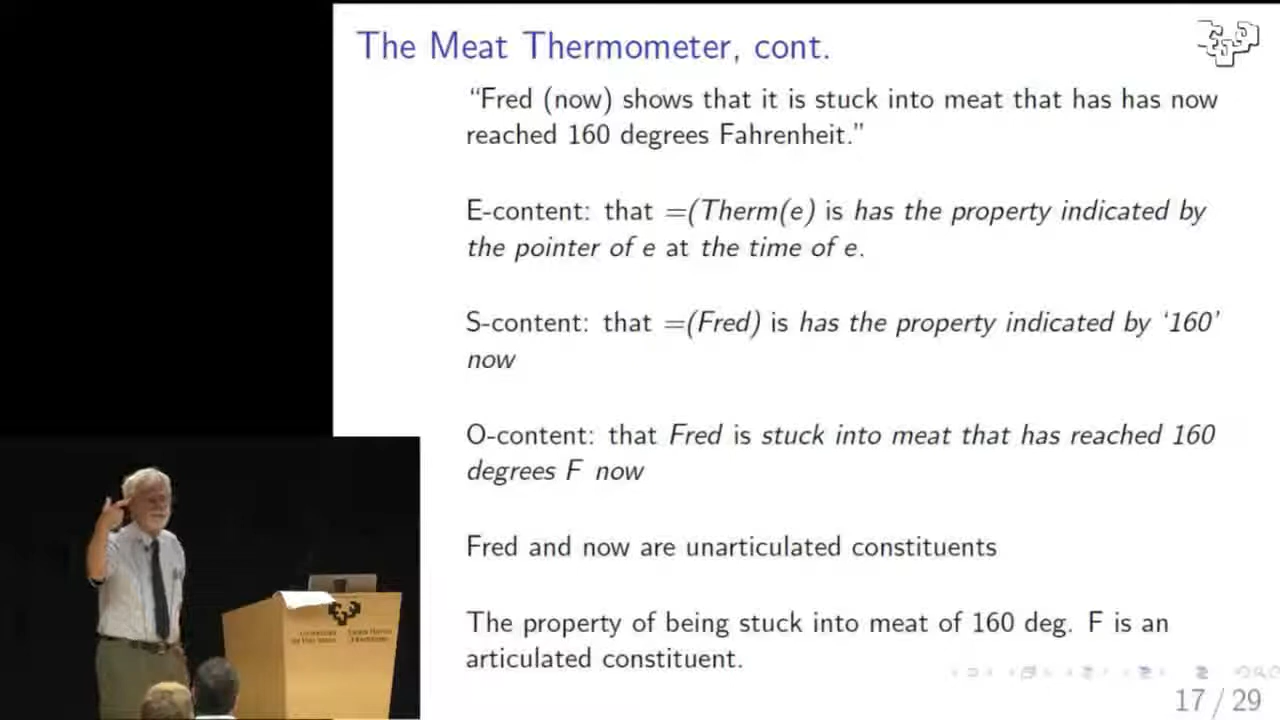 The Meat Thermometer, cont.
“Fred (now) shows that it is stuck into meat that has has now
reached 160 degrees Fahrenheit.”
E-content: that =(Therm(e) is has the property indicated by
the pointer of e at the time of e.
S-content: that =(Fred) is has the property indicated by ‘160’
now
O-content: that Fred is stuck into meat that has reached 160
degrees F now
Fred and now are unarticulated constituents
The property of being stuck into meat of 160 deg. F is an
articulated constituent.
17 / 29